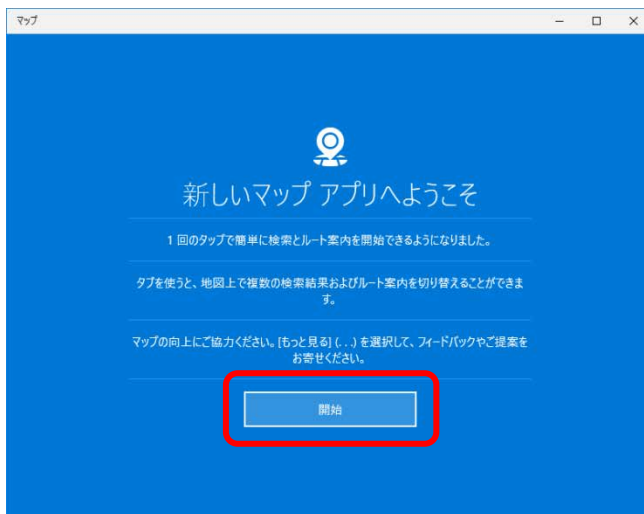 マップ
新しいマップ アプリへようこそ
1 回のタップで簡単に検索とルート案内を開始できるようになりました。
タブを使うと、地図上で複数の検索結果およびルート案内を切り替えることができま
す。
マップの向上にご協力ください。[もっと見る] (. . .) を選択して、フィードバックやご提案を
お寄せください。
開始